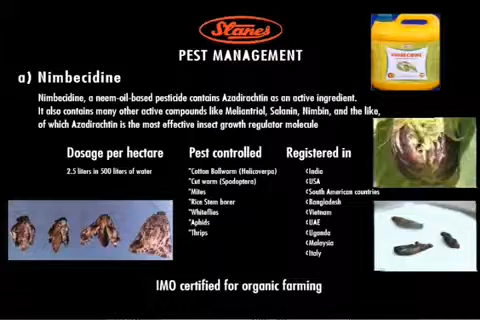 Stanes
PEST MANAGEMENT
a) Nimbecidine
Nimbecidine, a neem-oil-based pesticide contains Azadirachtin as an active ingredient.
It also contains many other active compounds like Meliantriol, Salanin, Nimbin, and the like,
of which Azadirachtin is the most effective insect growth regulator molecule
Dosage per hectare
2.5 liters in 500 liters of water
Pest controlled
*Cotton Bollworm (Helicoverpa)
*Cut worm (Spodoptera)
*Mites
*Rice Stem borer
*Whiteflies
*Aphids
*Thrips
Registered in
<India
<USA
<South American countries
<Bangladesh
<Vietnam
<UAE
<Uganda
<Malaysia
<Italy
NIMBECIDINE
IMO certified for organic farming